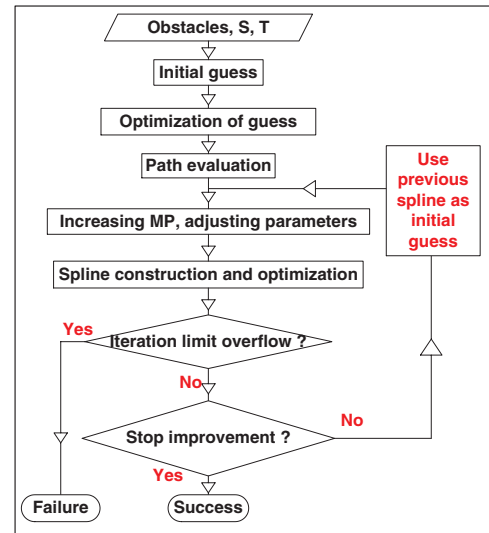 Obstacles, S, T
Initial guess
Optimization of guess
Path evaluation
Use
previous
spline as
initial
guess
Increasing MP, adjusting parameters
Spline construction and optimization
Yes
Iteration limit overflow ?
No
No
Stop improvement ?
Yes
Failure
Success